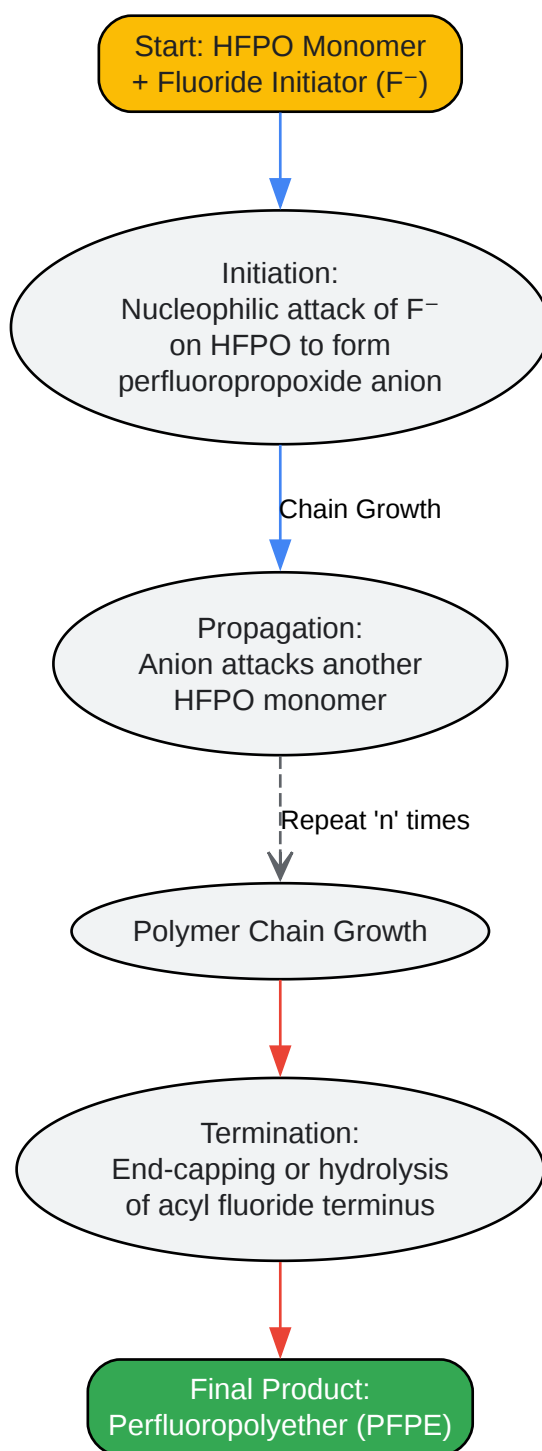 Start: HFPO Monomer
+ Fluoride Initiator (F⁻)
Initiation:
Nucleophilic attack of F⁻
on HFPO to form
perfluoropropoxide anion
Chain Growth
Propagation:
Anion attacks another
HFPO monomer
Repeat 'n' times
Polymer Chain Growth
Termination:
End-capping or hydrolysis
of acyl fluoride terminus
Final Product:
Perfluoropolyether (PFPE)